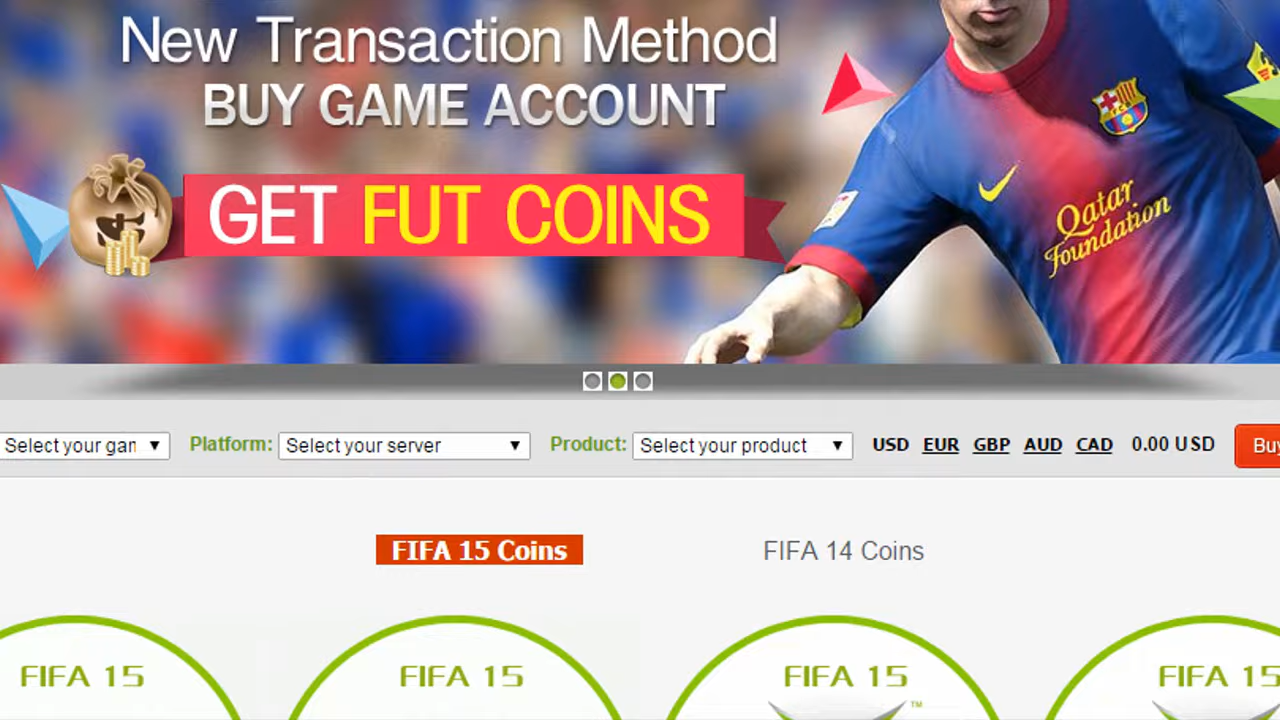 New Transaction Method
BUY GAME ACCOUNT
GET FUT COINS
Qatar
Foundation
Select your gan Platform: Select your server Product: Select your product USD EUR GBP AUD CAD 0.00 USD Buy
FIFA 15 Coins FIFA 14 Coins
FIFA 15 FIFA 15 FIFA 15 FIFA 15
TM